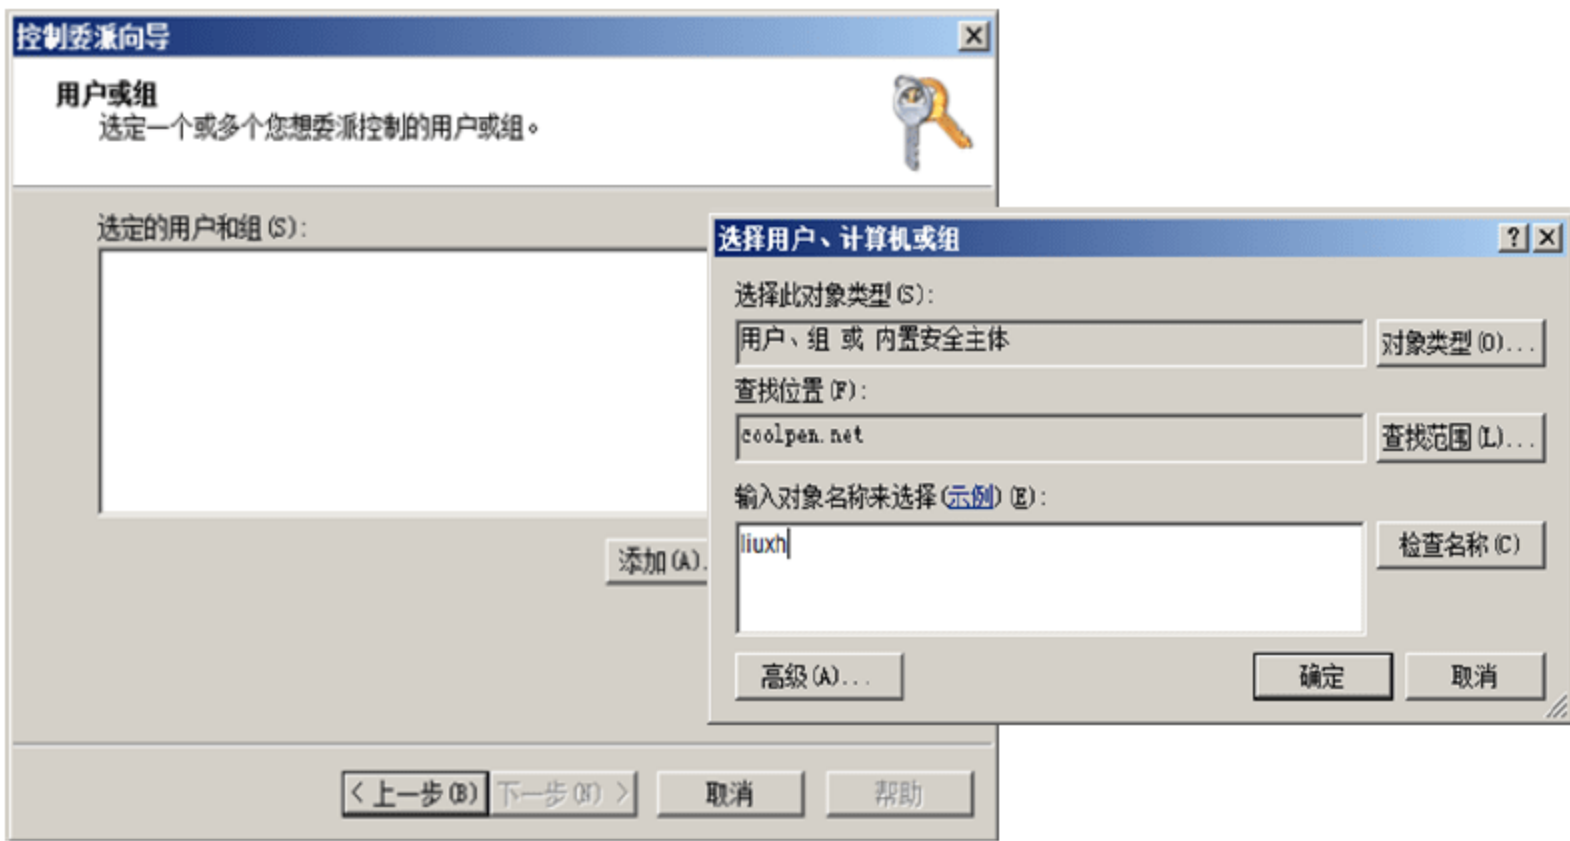 控制委派向导
用户或组
选定一个或多个您想委派控制的用户或组。
选定的用户和组(S):
添加(A).
< 上一步(B)
下一步(N) >
取消
帮助
选择用户、计算机或组
选择此对象类型(S):
用户、组 或 内置安全主体
对象类型(O)...
查找位置(F):
coolpen.net
查找范围(L)...
输入对象名称来选择(示例)(E):
liuxh
检查名称(C)
高级(A)...
确定
取消